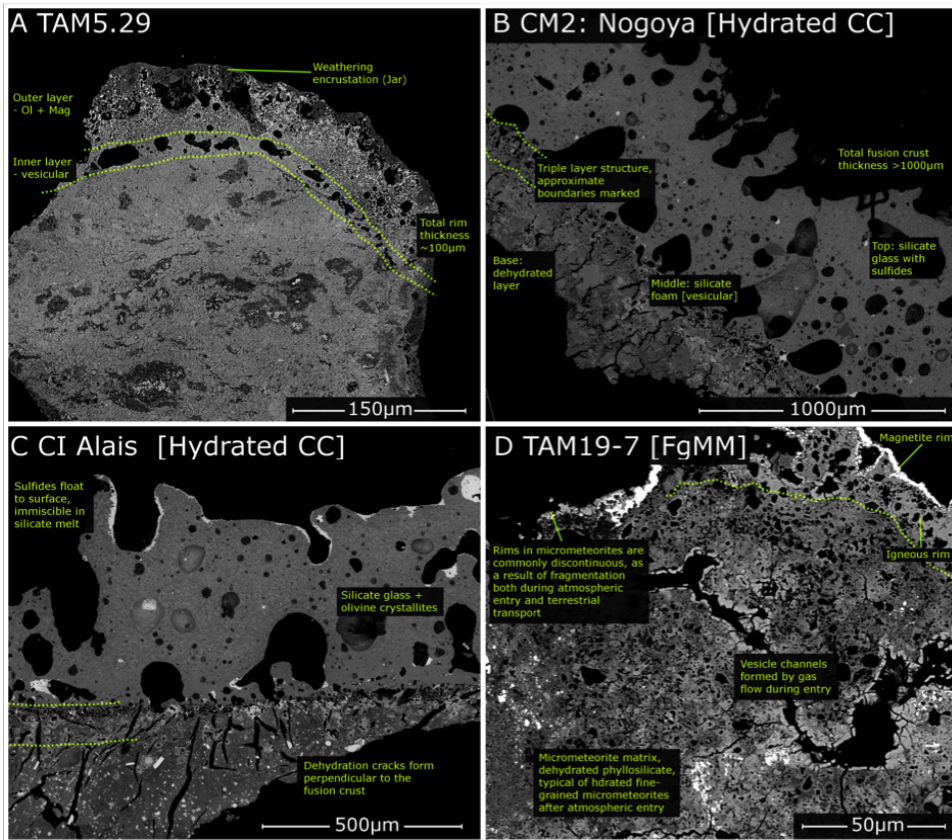 A TAM5.29
Weathering
encrustation (Jar)
Outer layer
- Ol + Mag
Inner layer
- vesicular
Total rim
thickness
~100μm
150μm
B CM2: Nogoya [Hydrated CC]
Total fusion crust
thickness >1000μm
Triple layer structure,
approximate
boundaries marked
Base:
dehydrated
layer
Middle: silicate
foam [vesicular]
Top: silicate
glass with
sulfides
1000μm
C CI Alais [Hydrated CC]
Sulfides float
to surface,
immiscible in
silicate melt
Silicate glass +
olivine crystallites
Dehydration cracks form
perpendicular to the
fusion crust
500μm
D TAM19-7 [FgMM]
Magnetite rim
Igneous rim
Rims in micrometeorites are
commonly discontinuous, as
a result of fragmentation
both during atmospheric
entry and terrestrial
transport
Vesicle channels
formed by gas
flow during entry
Micrometeorite matrix,
dehydrated phyllosilicate,
typical of hdrated fine-
grained micrometeorites
after atmospheric entry
50μm